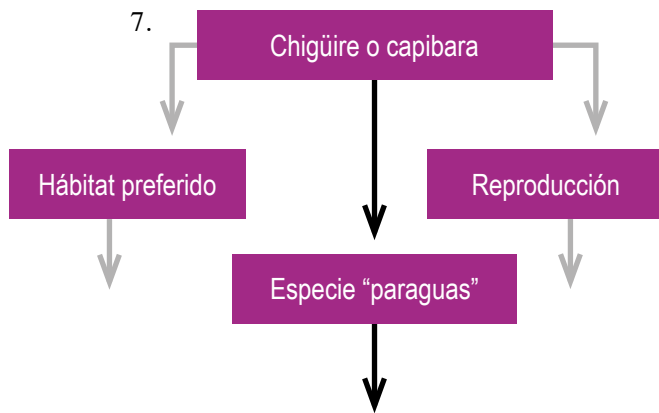 7.
Chigüire o capibara
Hábitat preferido
Reproducción
Especie “paraguas”